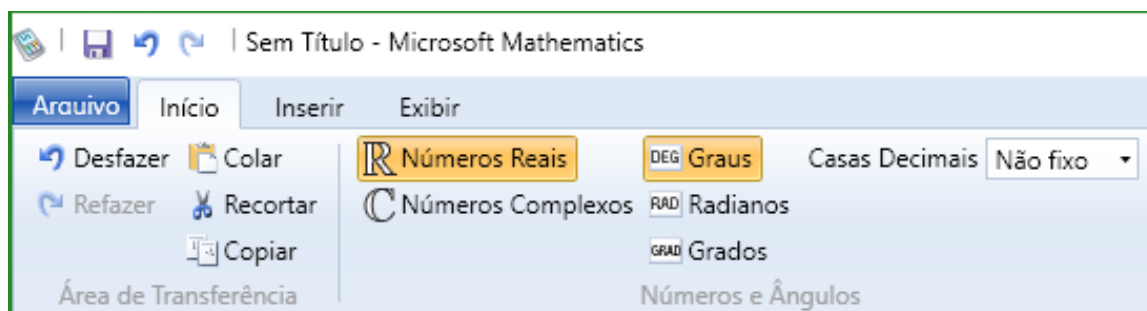 Sem Título - Microsoft Mathematics
Arquivo Início Inserir Exibir
Desfazer Colar ℝ Números Reais DEG Graus Casas Decimais Não fixo
Refazer Recortar ℂ Números Complexos RAD Radianos
Copiar GRAD Grados
Área de Transferência Números e Ângulos